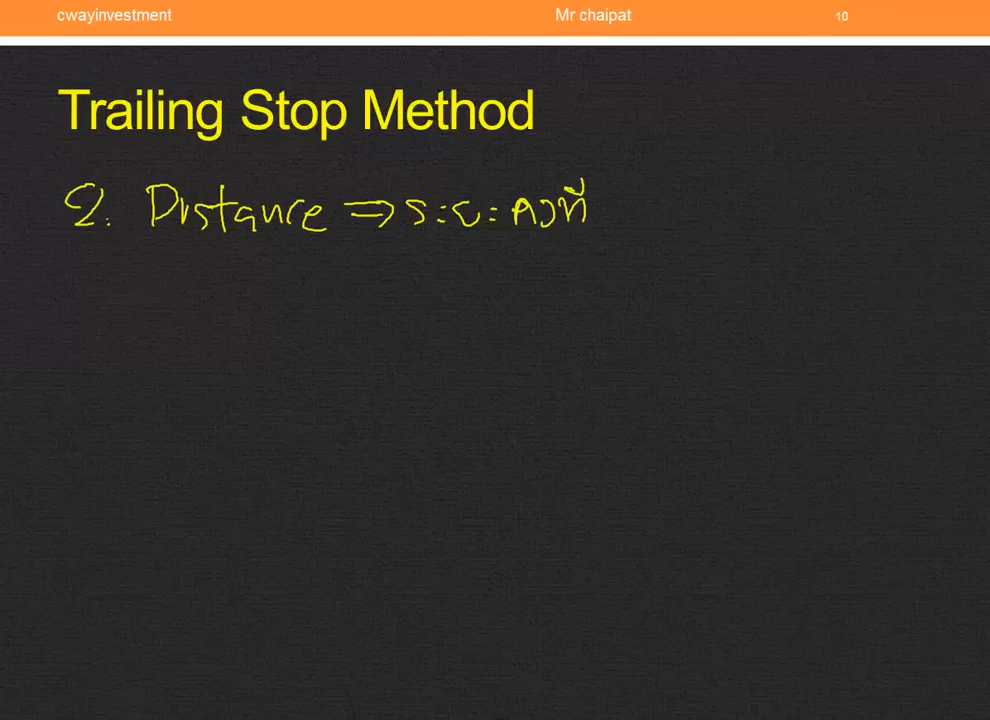 cwayinvestment Mr chaipat 10
Trailing Stop Method
2. Distance ⇒ ระยะคงที่